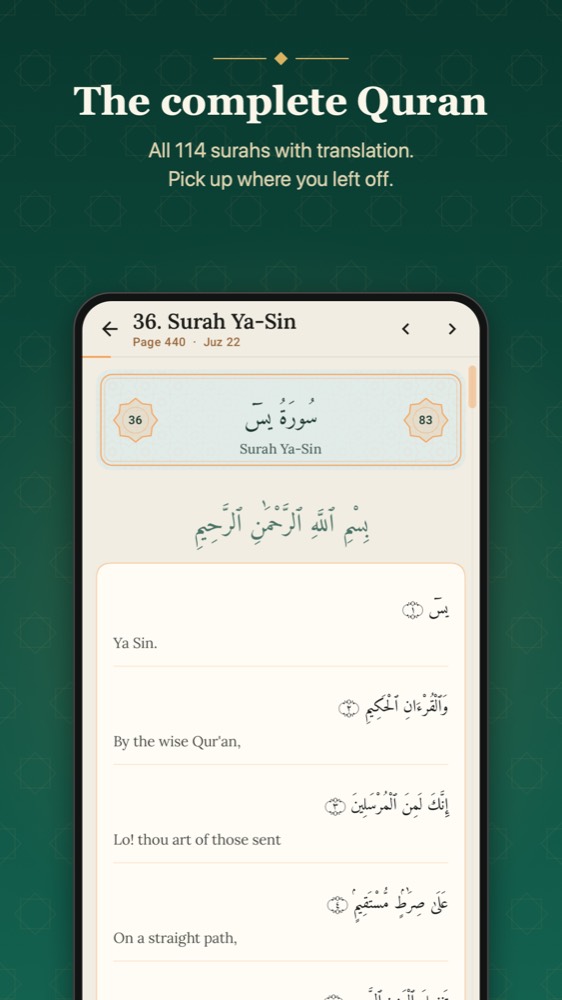 The complete Quran
All 114 surahs with translation.
Pick up where you left off.
36. Surah Ya-Sin
Page 440 · Juz 22
36
سُورَةُ يسٓ
83
Surah Ya-Sin
بِسْمِ ٱللَّهِ ٱلرَّحْمَٰنِ ٱلرَّحِيمِ
يسٓ ١
Ya Sin.
وَٱلْقُرْءَانِ ٱلْحَكِيمِ ٢
By the wise Qur'an,
إِنَّكَ لَمِنَ ٱلْمُرْسَلِينَ ٣
Lo! thou art of those sent
عَلَىٰ صِرَٰطٍۢ مُّسْتَقِيمٍۢ ٤
On a straight path,